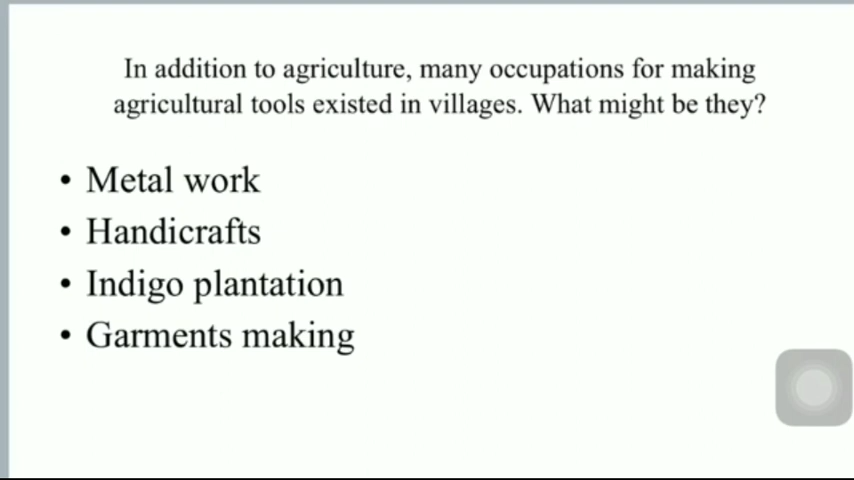 In addition to agriculture, many occupations for making
agricultural tools existed in villages. What might be they?
• Metal work
• Handicrafts
• Indigo plantation
• Garments making